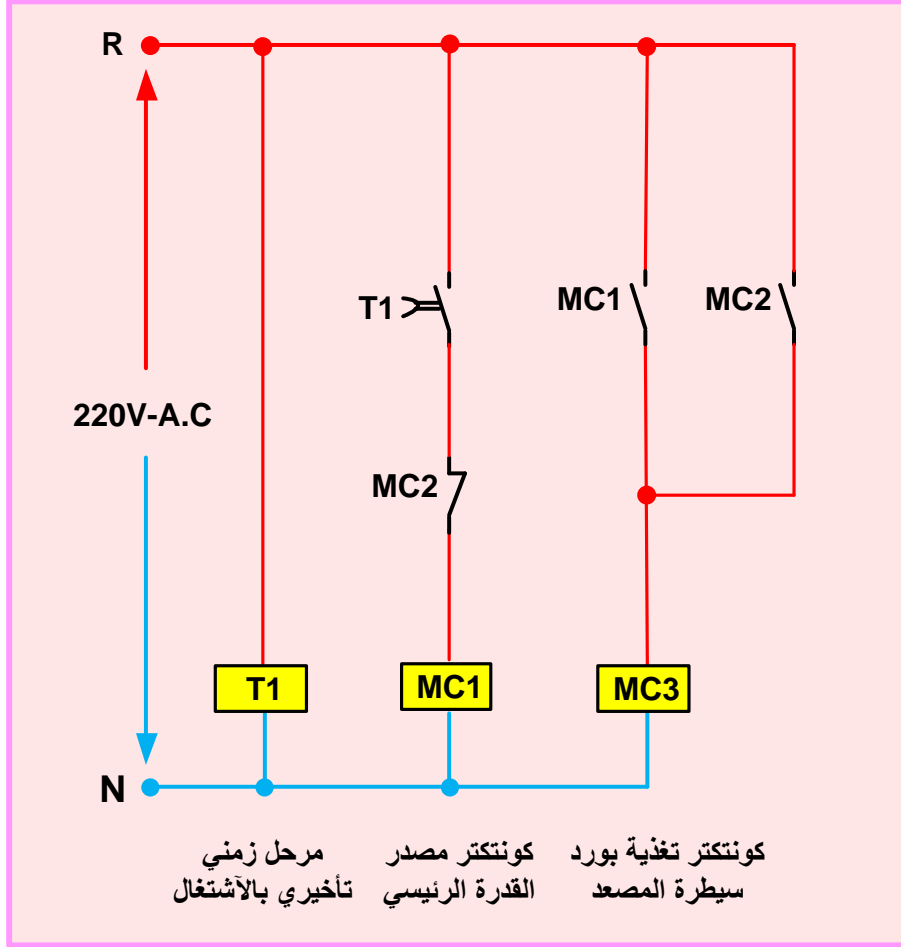 R
T1
MC1
MC2
220V-A.C
MC2
T1
MC1
MC3
N
مرحل زمني
تأخيري بالآشتغال
كونتكتر مصدر
القدرة الرئيسي
كونتكتر تغذية بورد
سيطرة المصعد